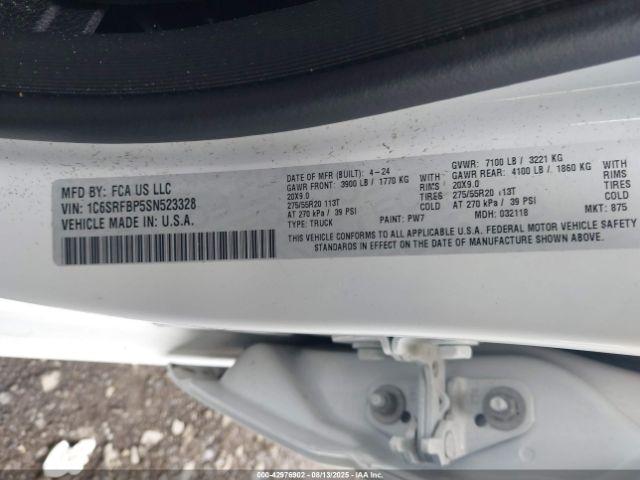 MFD BY: FCA US LLC
VIN: 1C6SRFBP5SN523328
VEHICLE MADE IN: U.S.A.
DATE OF MFR (BUILT): 4-24
GAWR FRONT: 3900 LB / 1770 KG
WITH
20X9.0 RIMS
275/55R20 113T TIRES
AT 270 kPa / 39 PSI COLD
TYPE: TRUCK PAINT: PW7
GVWR: 7100 LB / 3221 KG
GAWR REAR: 4100 LB / 1860 KG
WITH
20X9.0 RIMS
275/55R20 113T TIRES
AT 270 kPa / 39 PSI COLD
MDH: 032118 MKT: 875
THIS VEHICLE CONFORMS TO ALL APPLICABLE U.S.A. FEDERAL MOTOR VEHICLE SAFETY
STANDARDS IN EFFECT ON THE DATE OF MANUFACTURE SHOWN ABOVE.
000-42976902 - 08/13/2025 - IAAI.COM